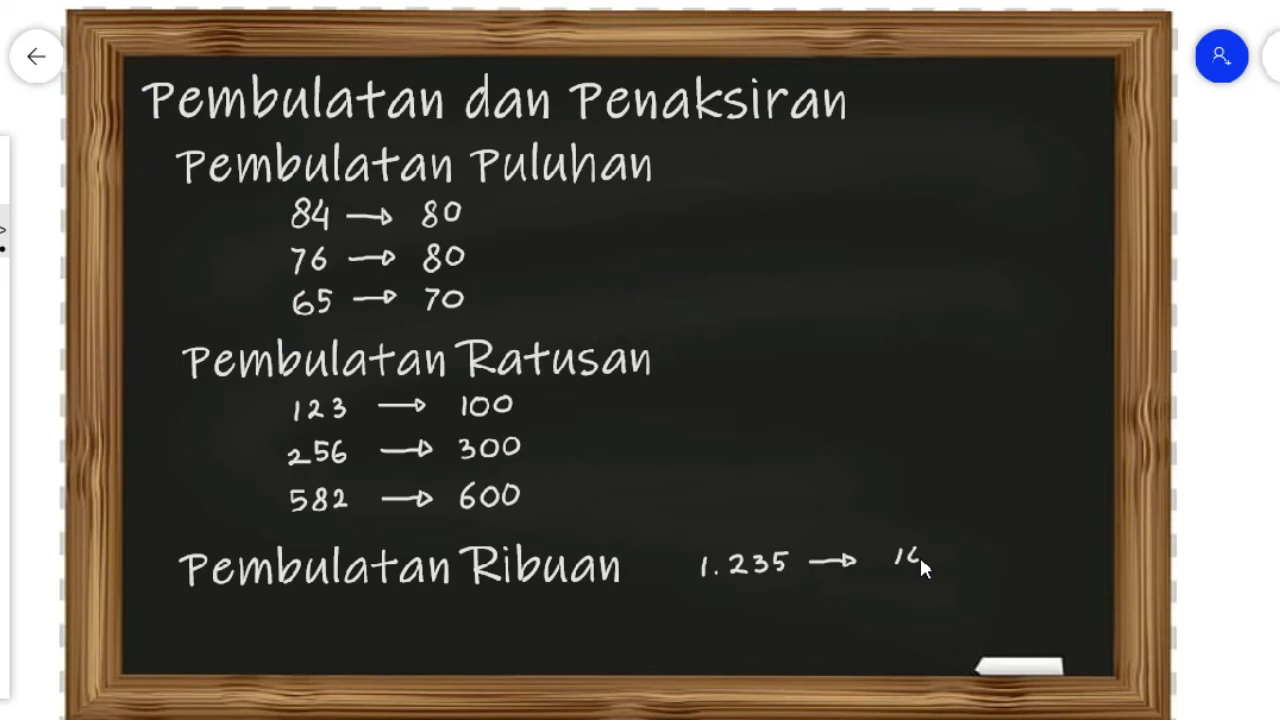 Pembulatan dan Penaksiran
Pembulatan Puluhan
84 → 80
76 → 80
65 → 70
Pembulatan Ratusan
123 → 100
256 → 300
582 → 600
Pembulatan Ribuan 1.235 → 1